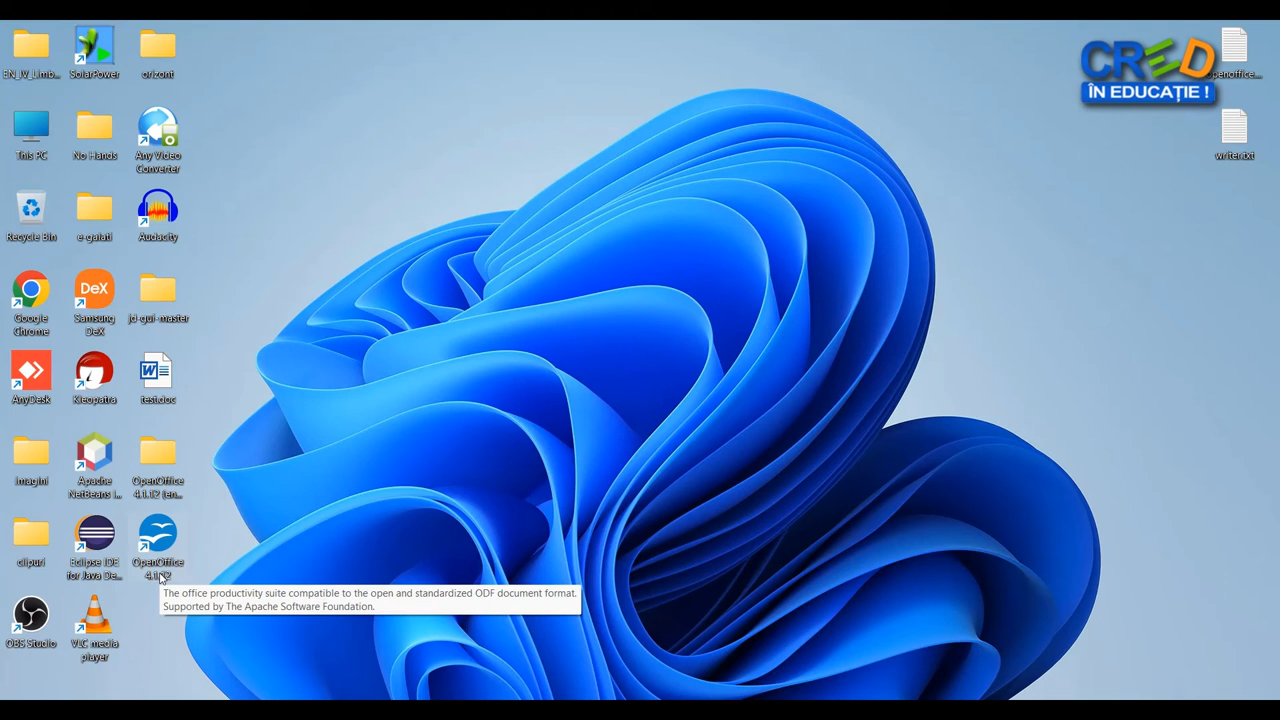 EN_IV_Limb...
SolarPower
orizont
This PC
No Hands
Any Video
Converter
Recycle Bin
e-galati
Audacity
Google
Chrome
DeX
Samsung
DeX
jd-gui-master
AnyDesk
Kleopatra
test.doc
imagini
Apache
NetBeans I...
OpenOffice
4.1.12 (en...
clipuri
Eclipse IDE
for Java De...
OpenOffice
The office productivity suite compatible to the open and standardized ODF document format.
Supported by The Apache Software Foundation.
OBS Studio
VLC media
player
CRED
ÎN EDUCAȚIE !
openoffice...
writer.txt